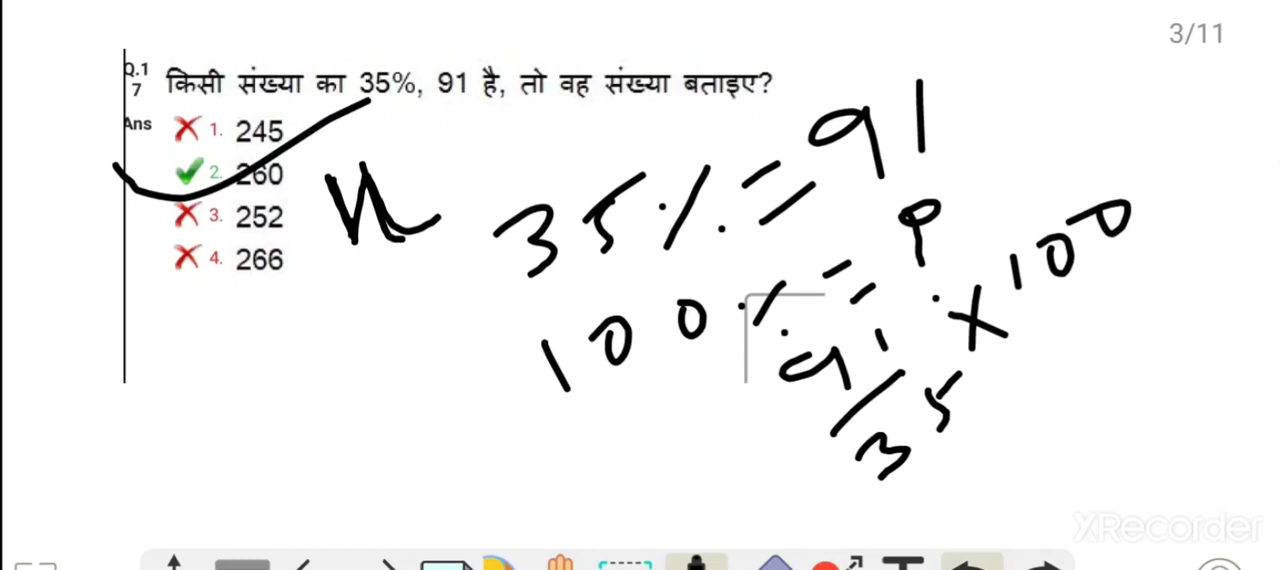 3/11
Q.17 किसी संख्या का 35%, 91 है, तो वह संख्या बताइए?
Ans 1. 245
2. 260
3. 252
4. 266
35% = 91
100% = ?
91/35 × 100
XRecorder